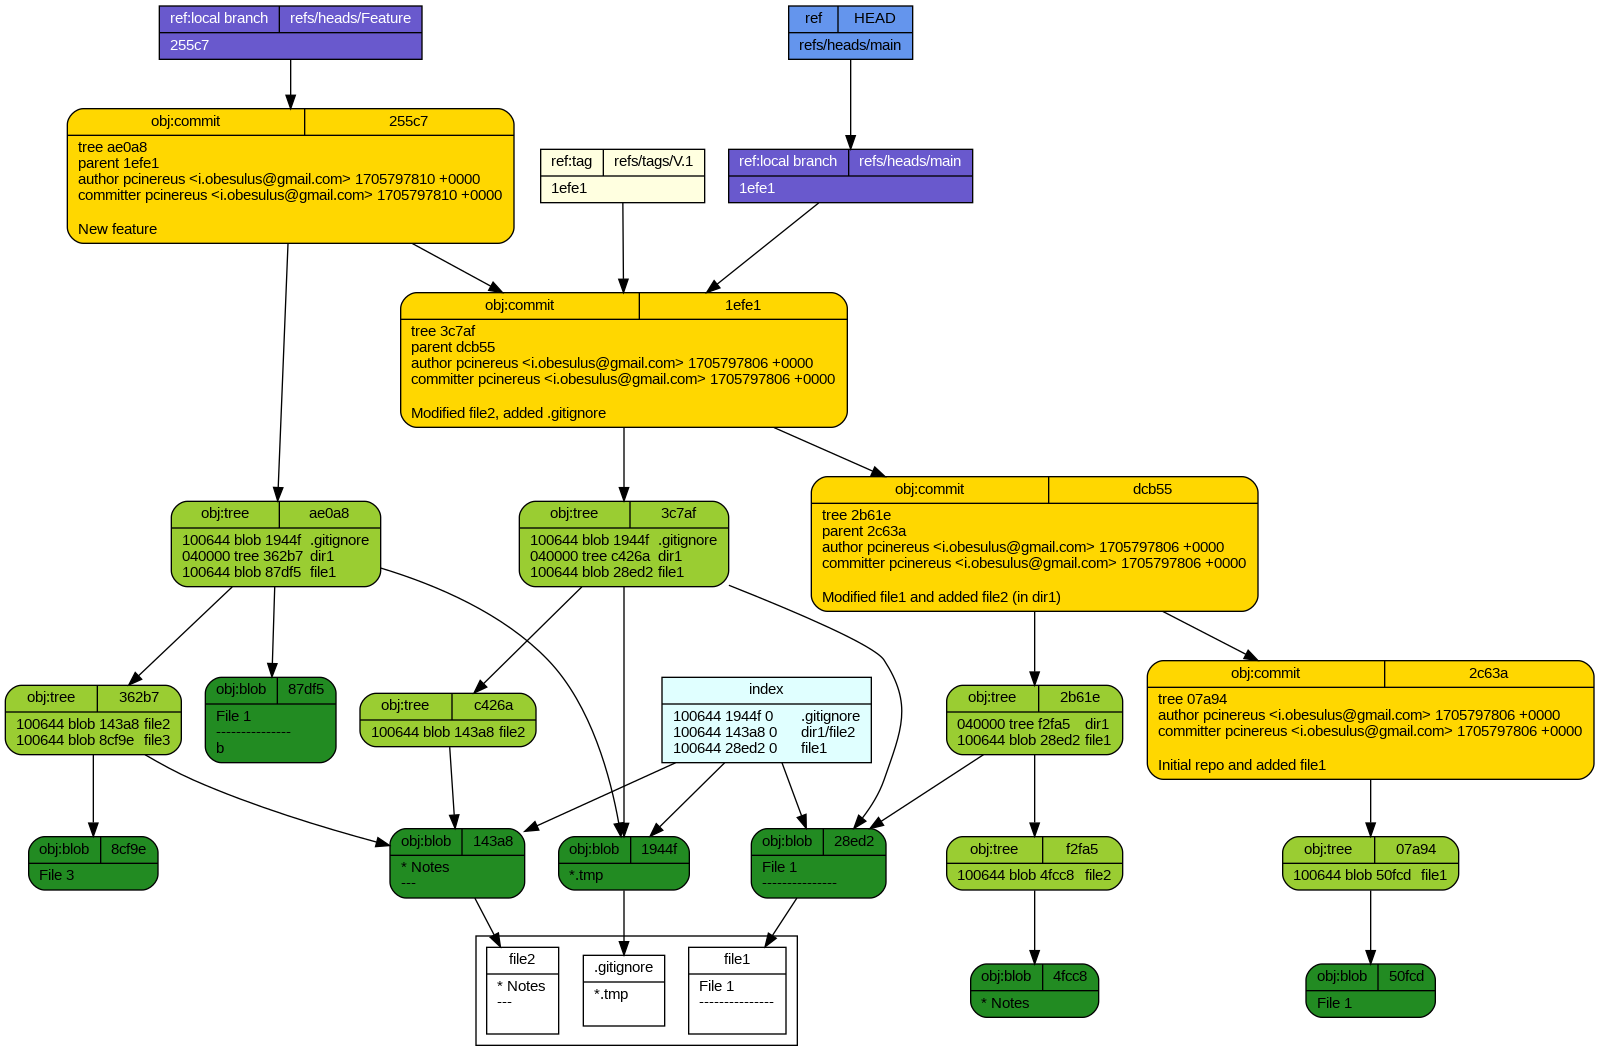 ref:local branch refs/heads/Feature
255c7
ref HEAD
refs/heads/main
obj:commit 255c7
tree ae0a8
parent 1efe1
author pcinereus <i.obesulus@gmail.com> 1705797810 +0000
committer pcinereus <i.obesulus@gmail.com> 1705797810 +0000
New feature
ref:tag refs/tags/V.1
1efe1
ref:local branch refs/heads/main
1efe1
obj:commit 1efe1
tree 3c7af
parent dcb55
author pcinereus <i.obesulus@gmail.com> 1705797806 +0000
committer pcinereus <i.obesulus@gmail.com> 1705797806 +0000
Modified file2, added .gitignore
obj:commit dcb55
tree 2b61e
parent 2c63a
author pcinereus <i.obesulus@gmail.com> 1705797806 +0000
committer pcinereus <i.obesulus@gmail.com> 1705797806 +0000
Modified file1 and added file2 (in dir1)
obj:tree ae0a8
100644 blob 1944f .gitignore
040000 tree 362b7 dir1
100644 blob 87df5 file1
obj:tree 3c7af
100644 blob 1944f .gitignore
040000 tree c426a dir1
100644 blob 28ed2 file1
obj:commit 2c63a
tree 07a94
author pcinereus <i.obesulus@gmail.com> 1705797806 +0000
committer pcinereus <i.obesulus@gmail.com> 1705797806 +0000
Initial repo and added file1
obj:tree 362b7
100644 blob 143a8 file2
100644 blob 8cf9e file3
obj:blob 87df5
File 1
---------------
b
obj:tree c426a
100644 blob 143a8 file2
index
100644 1944f 0 .gitignore
100644 143a8 0 dir1/file2
100644 28ed2 0 file1
obj:tree 2b61e
040000 tree f2fa5 dir1
100644 blob 28ed2 file1
obj:blob 8cf9e
File 3
obj:blob 143a8
* Notes
---
obj:blob 1944f
*.tmp
obj:blob 28ed2
File 1
---------------
obj:tree f2fa5
100644 blob 4fcc8 file2
obj:tree 07a94
100644 blob 50fcd file1
file2
* Notes
---
.gitignore
*.tmp
file1
File 1
---------------
obj:blob 4fcc8
* Notes
obj:blob 50fcd
File 1